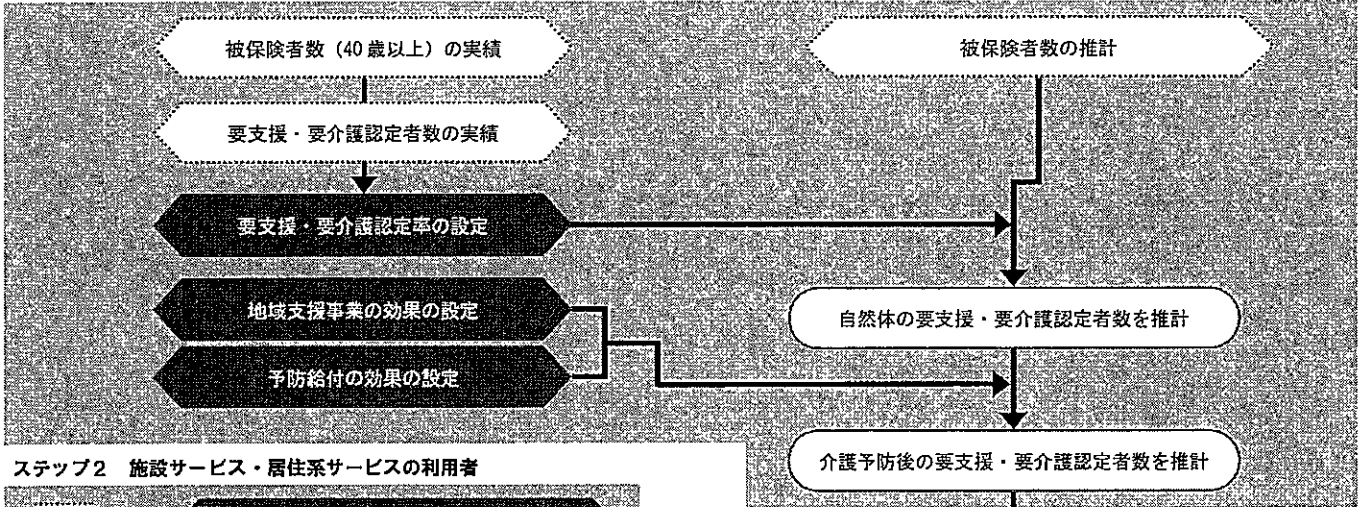 被保険者数（40歳以上）の実績
被保険者数の推計
要支援・要介護認定者数の実績
要支援・要介護認定率の設定
地域支援事業の効果の設定
自然体の要支援・要介護認定者数を推計
予防給付の効果の設定
介護予防後の要支援・要介護認定者数を推計
ステップ2 施設サービス・居住系サービスの利用者